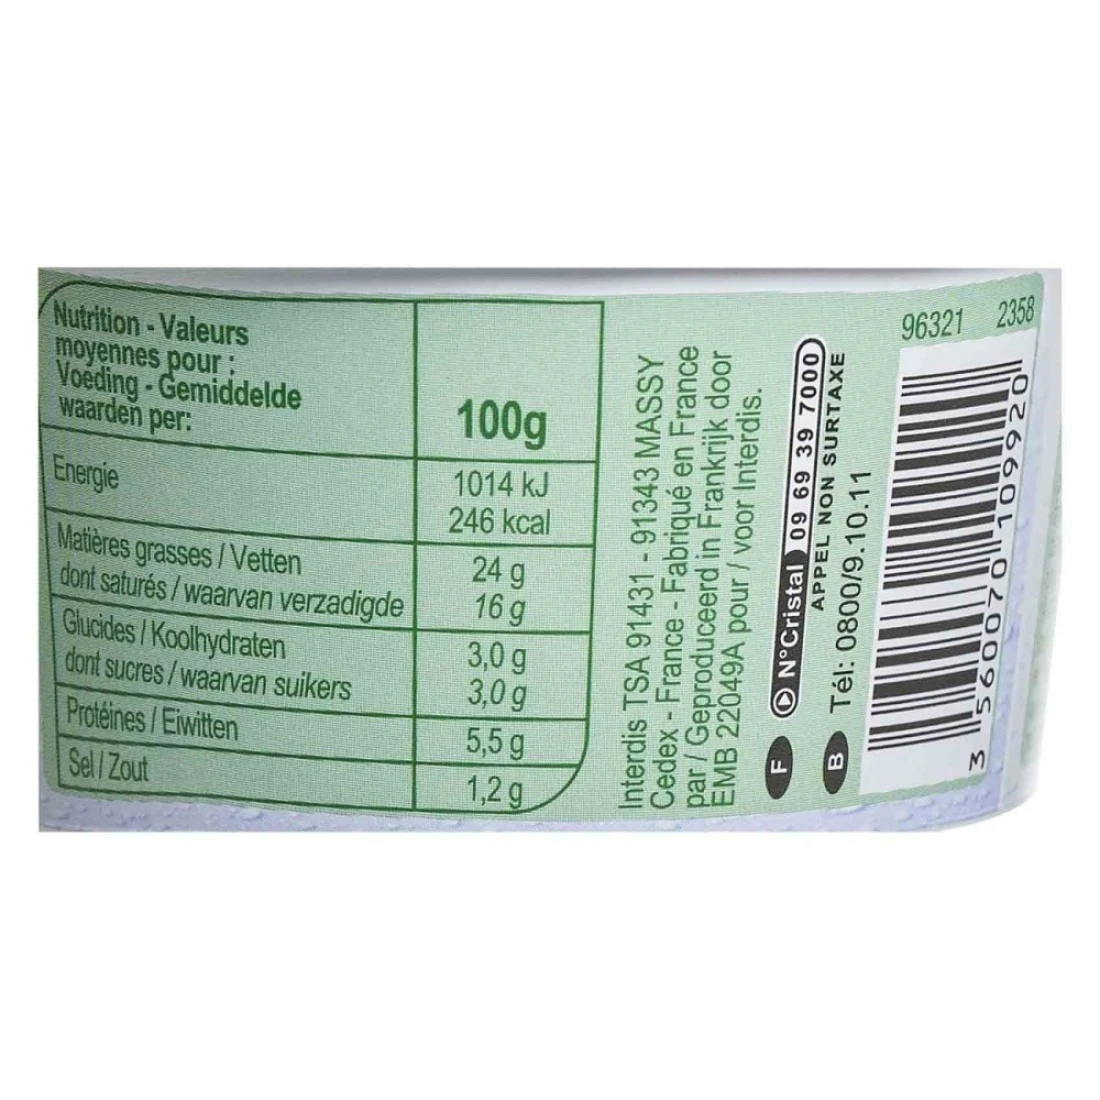 Nutrition - Valeurs
moyennes pour :
Voeding - Gemiddelde
waarden per:
100g
Energie
1014 kJ
246 kcal
Matières grasses / Vetten
24 g
dont saturés / waarvan verzadigde
16 g
Glucides / Koolhydraten
3,0 g
dont sucres / waarvan suikers
3,0 g
Protéines / Eiwitten
5,5 g
Sel / Zout
1,2 g
Interdis TSA 91431 - 91343 MASSY
Cedex - France - Fabriqué en France
par / Geproduceerd in Frankrijk door
EMB 22049A pour / voor Interdis.
F N°Cristal 09 69 39 7000
APPEL NON SURTAXE
B Tél: 0800/9.10.11
96321 2358
3 560070 109920